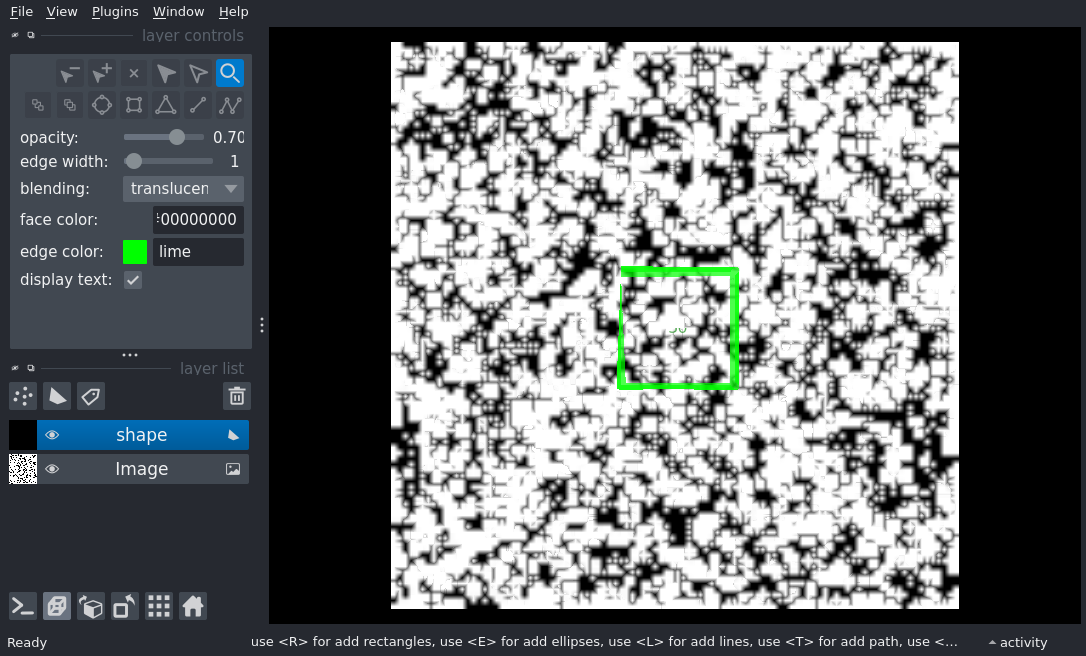 File View Plugins Window Help
layer controls
opacity: 0.70
edge width: 1
blending: translucen
face color: 00000000
edge color: lime
display text:
layer list
shape
Image
Ready use <R> for add rectangles, use <E> for add ellipses, use <L> for add lines, use <T> for add path, use <... activity